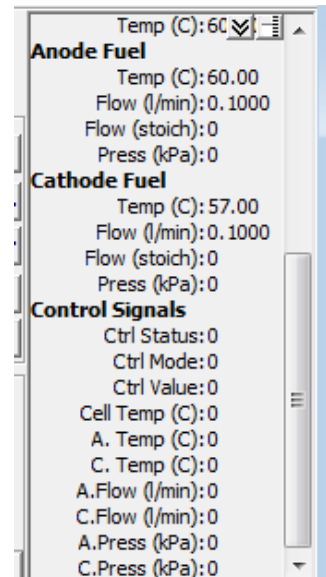 Temp (C):60
Anode Fuel
Temp (C):60.00
Flow (l/min):0.1000
Flow (stoich):0
Press (kPa):0
Cathode Fuel
Temp (C):57.00
Flow (l/min):0.1000
Flow (stoich):0
Press (kPa):0
Control Signals
Ctrl Status:0
Ctrl Mode:0
Ctrl Value:0
Cell Temp (C):0
A. Temp (C):0
C. Temp (C):0
A.Flow (l/min):0
C.Flow (l/min):0
A.Press (kPa):0
C.Press (kPa):0